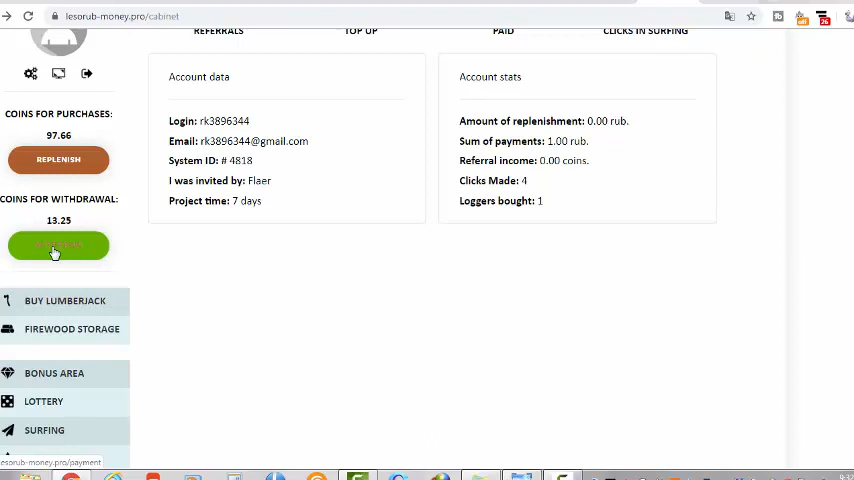 lesorub-money.pro/cabinet
off
26
REFERRALS
TOP UP
PAID
CLICKS IN SURFING
COINS FOR PURCHASES:
97.66
REPLENISH
COINS FOR WITHDRAWAL:
13.25
BUY LUMBERJACK
FIREWOOD STORAGE
BONUS AREA
LOTTERY
SURFING
Account data
Login: rk3896344
Email: rk3896344@gmail.com
System ID: # 4818
I was invited by: Flaer
Project time: 7 days
Account stats
Amount of replenishment: 0.00 rub.
Sum of payments: 1.00 rub.
Referral income: 0.00 coins.
Clicks Made: 4
Loggers bought: 1
lesorub-money.pro/payment